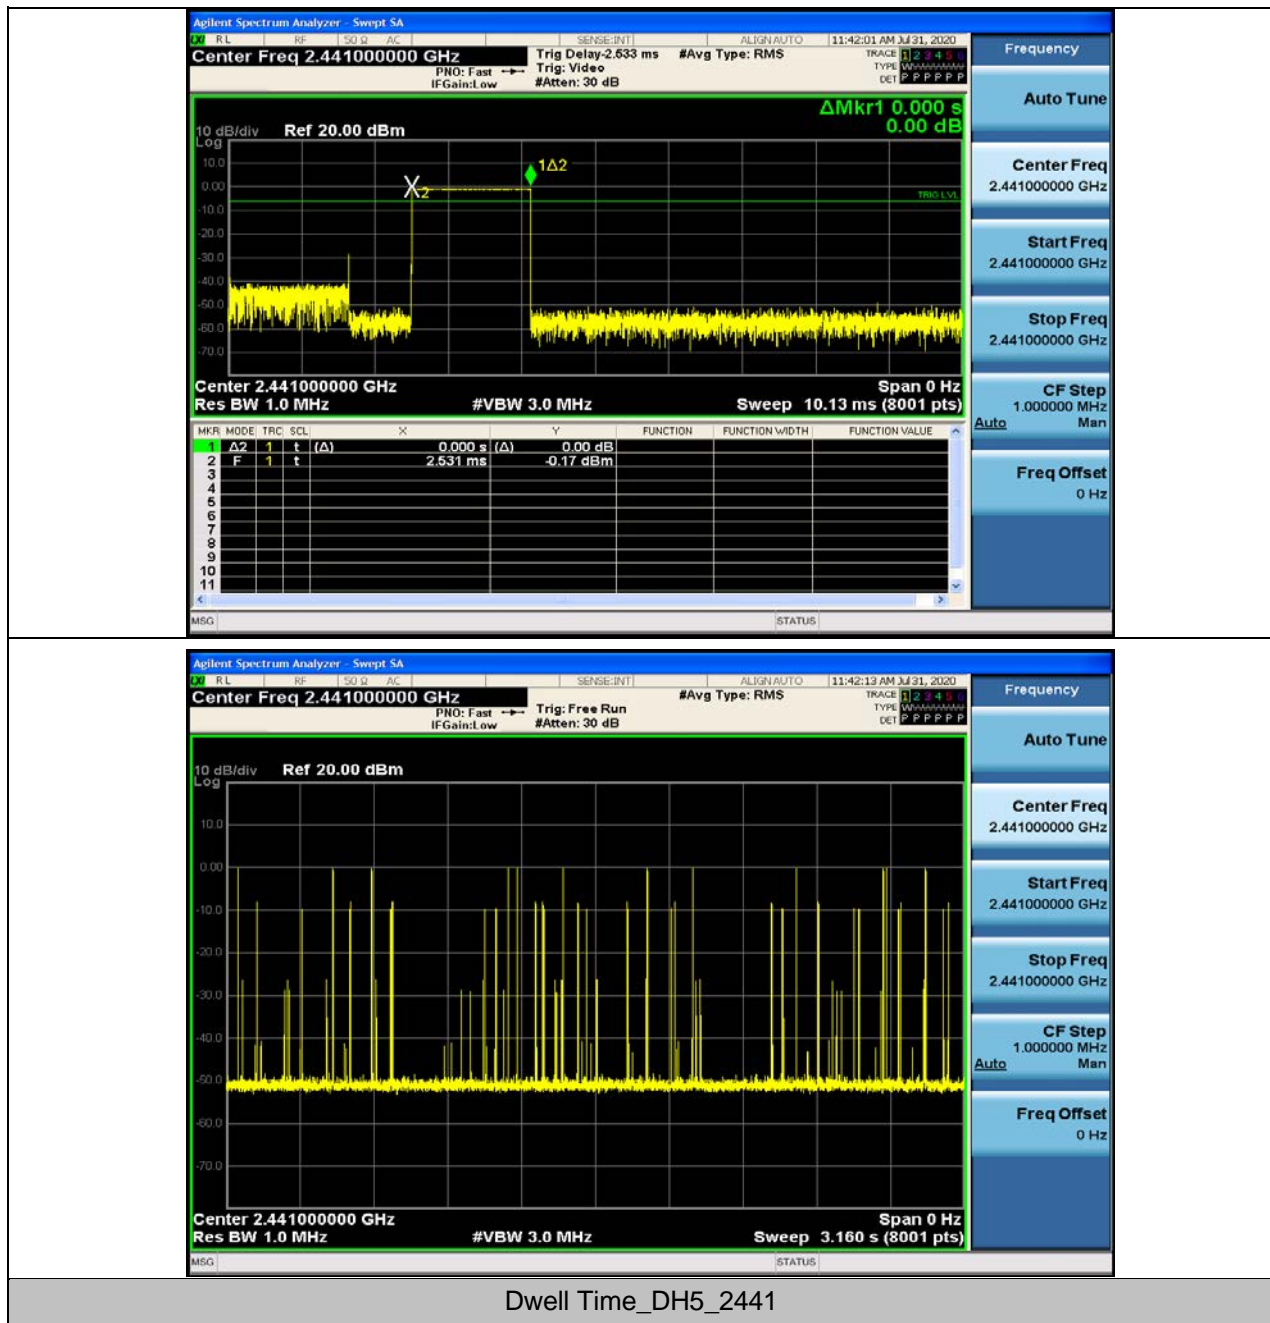 Agilent Spectrum Analyzer - Swept SA
LXI RL RF 50 Ω AC SENSE:INT ALIGN AUTO 11:42:01 AM Jul 31, 2020
Center Freq 2.441000000 GHz
PNO: Fast
IFGain:Low
Trig Delay-2.533 ms
Trig: Video
#Atten: 30 dB
#Avg Type: RMS
TRACE 1 2 3 4 5 6
TYPE
DET P P P P P P
ΔMkr1 0.000 s
0.00 dB
10 dB/div Ref 20.00 dBm
Log
10.0
0.00
-10.0
-20.0
-30.0
-40.0
-50.0
-60.0
-70.0
X2
1Δ2
TRIG LVL
Center 2.441000000 GHz Span 0 Hz
Res BW 1.0 MHz #VBW 3.0 MHz Sweep 10.13 ms (8001 pts)
MKR MODE TRC SCL X Y FUNCTION FUNCTION WIDTH FUNCTION VALUE
1 Δ2 1 t (Δ) 0.000 s (Δ) 0.00 dB
2 F 1 t 2.531 ms -0.17 dBm
3
4
5
6
7
8
9
10
11
MSG STATUS
Frequency
Auto Tune
Center Freq
2.441000000 GHz
Start Freq
2.441000000 GHz
Stop Freq
2.441000000 GHz
CF Step
1.000000 MHz
Auto Man
Freq Offset
0 Hz
Agilent Spectrum Analyzer - Swept SA
LXI RL RF 50 Ω AC SENSE:INT ALIGN AUTO 11:42:13 AM Jul 31, 2020
Center Freq 2.441000000 GHz
PNO: Fast
IFGain:Low
Trig: Free Run
#Atten: 30 dB
#Avg Type: RMS
TRACE 1 2 3 4 5 6
TYPE
DET P P P P P P
10 dB/div Ref 20.00 dBm
Log
10.0
0.00
-10.0
-20.0
-30.0
-40.0
-50.0
-60.0
-70.0
Center 2.441000000 GHz Span 0 Hz
Res BW 1.0 MHz #VBW 3.0 MHz Sweep 3.160 s (8001 pts)
MSG STATUS
Frequency
Auto Tune
Center Freq
2.441000000 GHz
Start Freq
2.441000000 GHz
Stop Freq
2.441000000 GHz
CF Step
1.000000 MHz
Auto Man
Freq Offset
0 Hz
Dwell Time_DH5_2441